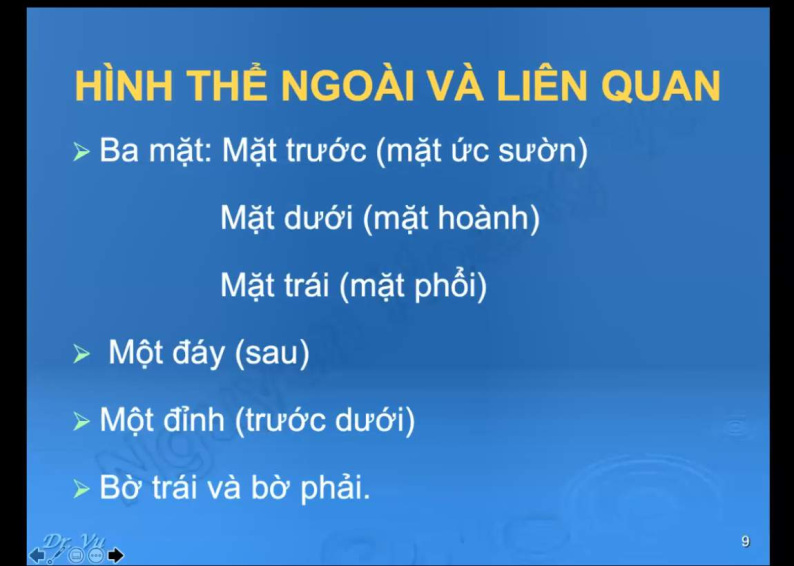 HÌNH THỂ NGOÀI VÀ LIÊN QUAN
Ba mặt: Mặt trước (mặt ức sườn)
Mặt dưới (mặt hoành)
Mặt trái (mặt phổi)
Một đáy (sau)
Một đỉnh (trước dưới)
Bờ trái và bờ phải.
Dr. Vu
9